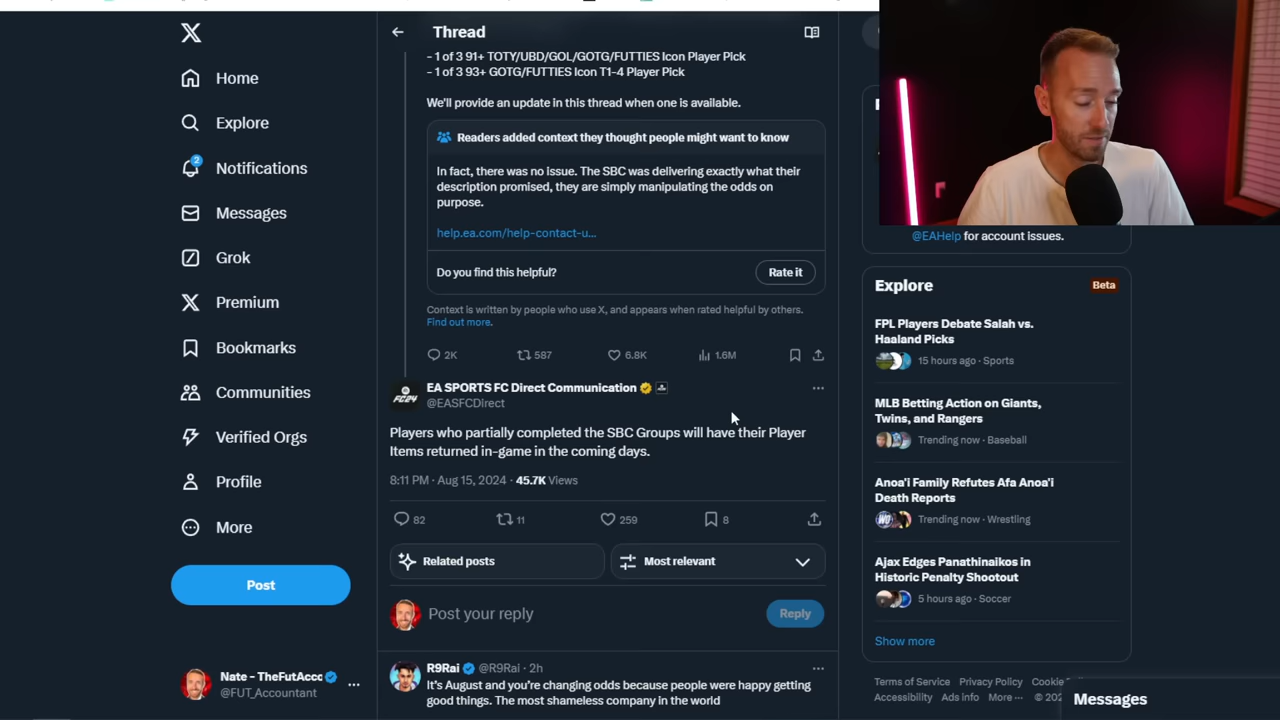 Home
Explore
2
Notifications
Messages
Grok
Premium
Bookmarks
Communities
Verified Orgs
Profile
More
Post
Nate - TheFutAccc
@FUT_Accountant
Thread
- 1 of 3 91+ TOTY/UBD/GOL/GOTG/FUTTIES Icon Player Pick
- 1 of 3 93+ GOTG/FUTTIES Icon T1-4 Player Pick
We'll provide an update in this thread when one is available.
Readers added context they thought people might want to know
In fact, there was no issue. The SBC was delivering exactly what their
description promised, they are simply manipulating the odds on
purpose.
help.ea.com/help-contact-u...
Do you find this helpful?
Rate it
Context is written by people who use X, and appears when rated helpful by others.
Find out more.
2K 587 6.8K 1.6M
FC24
EA SPORTS FC Direct Communication
@EASFCDirect
Players who partially completed the SBC Groups will have their Player
Items returned in-game in the coming days.
8:11 PM · Aug 15, 2024 · 45.7K Views
82 11 259 8
Related posts
Most relevant
Post your reply
Reply
R9Rai @R9Rai · 2h
It's August and you're changing odds because people were happy getting
good things. The most shameless company in the world
@EAHelp for account issues.
Explore
Beta
FPL Players Debate Salah vs.
Haaland Picks
15 hours ago · Sports
MLB Betting Action on Giants,
Twins, and Rangers
Trending now · Baseball
Anoa'i Family Refutes Afa Anoa'i
Death Reports
Trending now · Wrestling
Ajax Edges Panathinaikos in
Historic Penalty Shootout
5 hours ago · Soccer
Show more
Terms of Service Privacy Policy Cookie
Accessibility Ads info More ··· © 202
Messages